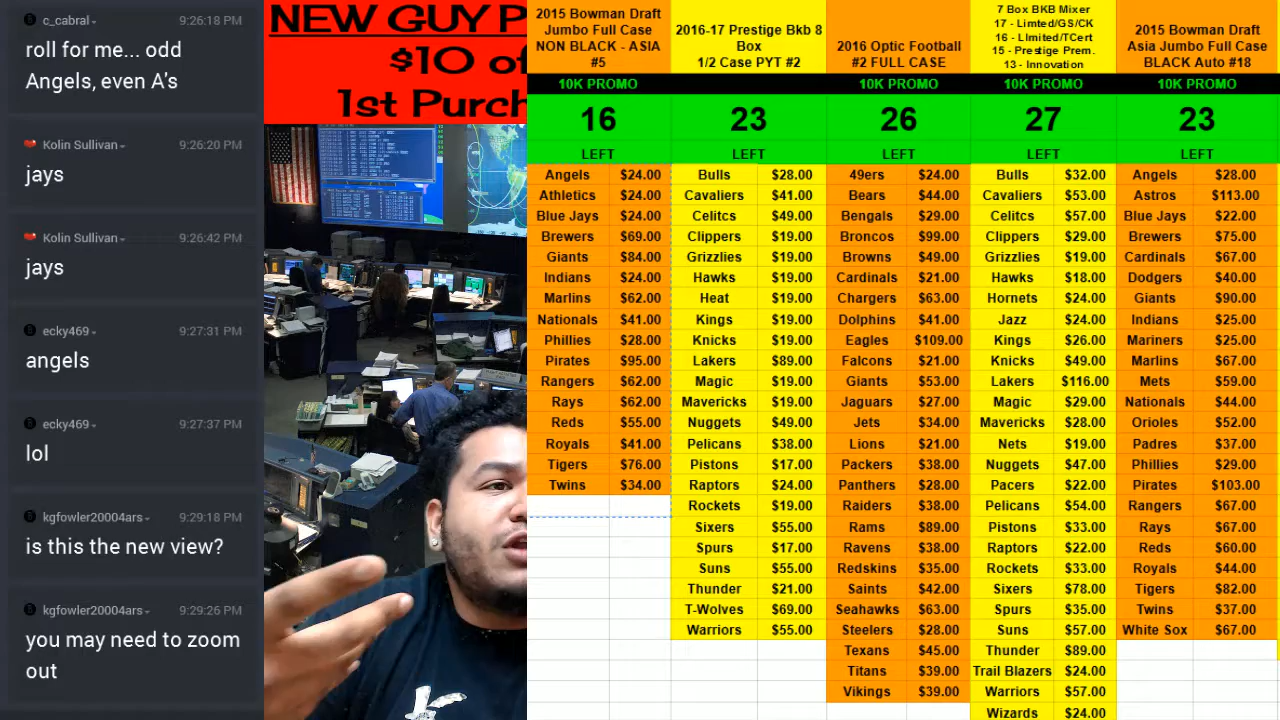 c_cabral
9:26:18 PM
roll for me... odd
Angels, even A's
Kolin Sullivan
9:26:20 PM
jays
Kolin Sullivan
9:26:42 PM
jays
ecky469
9:27:31 PM
angels
ecky469
9:27:37 PM
lol
kgfowler20004ars
9:29:18 PM
is this the new view?
kgfowler20004ars
9:29:26 PM
you may need to zoom
out
NEW GUY P
$10 of
1st Purch
2015 Bowman Draft
Jumbo Full Case
NON BLACK - ASIA
#5
10K PROMO
16
LEFT
Angels $24.00
Athletics $24.00
Blue Jays $24.00
Brewers $69.00
Giants $84.00
Indians $24.00
Marlins $62.00
Nationals $41.00
Phillies $28.00
Pirates $95.00
Rangers $62.00
Rays $62.00
Reds $55.00
Royals $41.00
Tigers $76.00
Twins $34.00
2016-17 Prestige Bkb 8
Box
1/2 Case PYT #2
23
LEFT
Bulls $28.00
Cavaliers $41.00
Celitcs $49.00
Clippers $19.00
Grizzlies $19.00
Hawks $19.00
Heat $19.00
Kings $19.00
Knicks $19.00
Lakers $89.00
Magic $19.00
Mavericks $19.00
Nuggets $49.00
Pelicans $38.00
Pistons $17.00
Raptors $24.00
Rockets $19.00
Sixers $55.00
Spurs $17.00
Suns $55.00
Thunder $21.00
T-Wolves $69.00
Warriors $55.00
2016 Optic Football
#2 FULL CASE
10K PROMO
26
LEFT
49ers $24.00
Bears $44.00
Bengals $29.00
Broncos $99.00
Browns $49.00
Cardinals $21.00
Chargers $63.00
Dolphins $41.00
Eagles $109.00
Falcons $21.00
Giants $53.00
Jaguars $27.00
Jets $34.00
Lions $21.00
Packers $38.00
Panthers $28.00
Raiders $38.00
Rams $89.00
Ravens $38.00
Redskins $35.00
Saints $42.00
Seahawks $63.00
Steelers $28.00
Texans $45.00
Titans $39.00
Vikings $39.00
7 Box BKB Mixer
17 - Limted/GS/CK
16 - LImited/TCert
15 - Prestige Prem.
13 - Innovation
10K PROMO
27
LEFT
Bulls $32.00
Cavaliers $53.00
Celitcs $57.00
Clippers $29.00
Grizzlies $19.00
Hawks $18.00
Hornets $24.00
Jazz $24.00
Kings $26.00
Knicks $49.00
Lakers $116.00
Magic $29.00
Mavericks $28.00
Nets $19.00
Nuggets $47.00
Pacers $22.00
Pelicans $54.00
Pistons $33.00
Raptors $22.00
Rockets $33.00
Sixers $78.00
Spurs $35.00
Suns $57.00
Thunder $89.00
Trail Blazers $24.00
Warriors $57.00
Wizards $24.00
2015 Bowman Draft
Asia Jumbo Full Case
BLACK Auto #18
10K PROMO
23
LEFT
Angels $28.00
Astros $113.00
Blue Jays $22.00
Brewers $75.00
Cardinals $67.00
Dodgers $40.00
Giants $90.00
Indians $25.00
Mariners $25.00
Marlins $67.00
Mets $59.00
Nationals $44.00
Orioles $52.00
Padres $37.00
Phillies $29.00
Pirates $103.00
Rangers $67.00
Rays $67.00
Reds $60.00
Royals $44.00
Tigers $82.00
Twins $37.00
White Sox $67.00